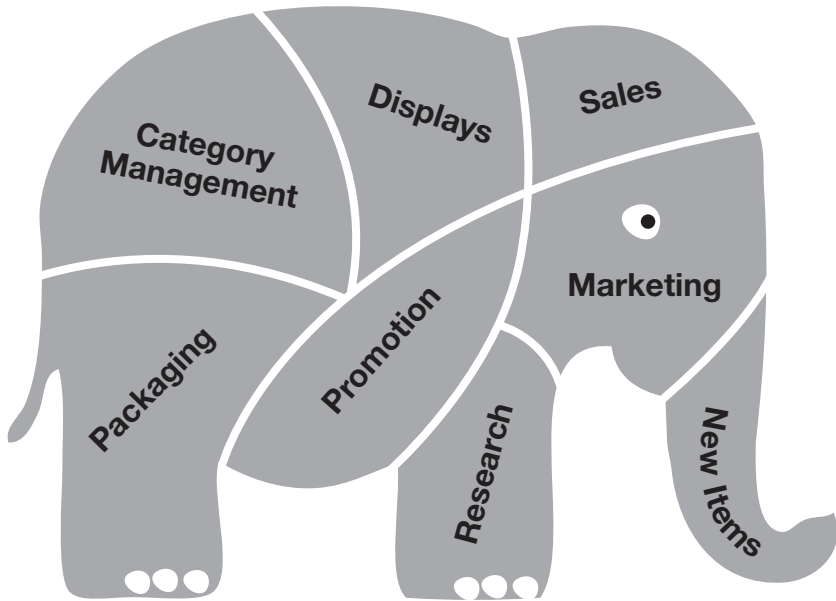 Category
Management
Displays
Sales
Marketing
Packaging
Promotion
Research
New Items